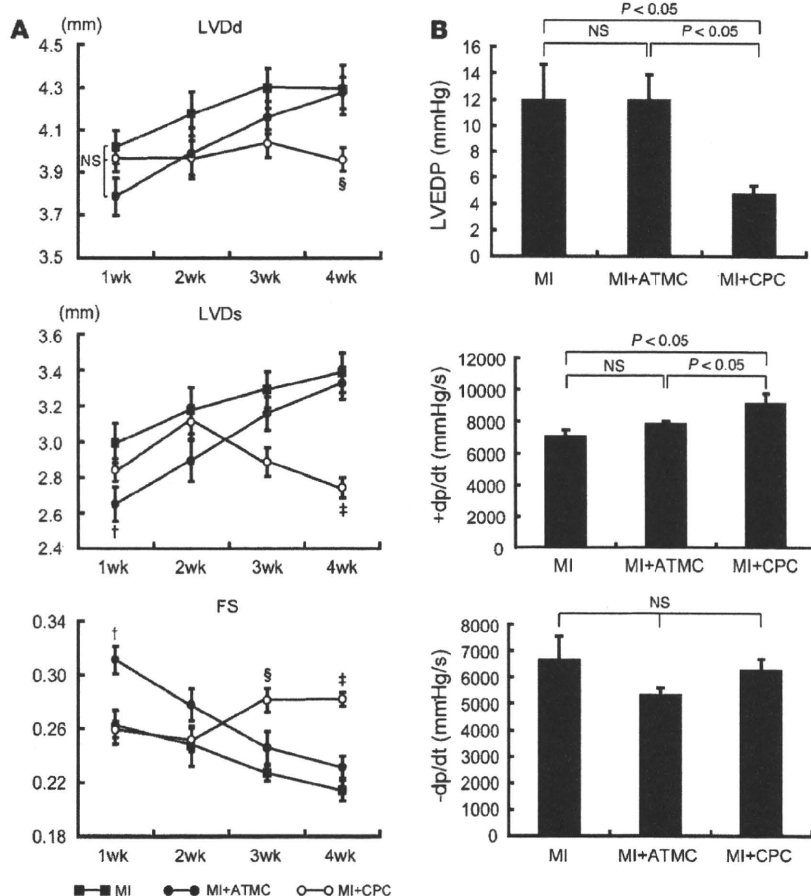 A
(mm)
LVDd
4.5
4.3
4.1
3.9
3.7
3.5
NS
§
1wk 2wk 3wk 4wk
(mm)
LVDs
3.6
3.4
3.2
3.0
2.8
2.6
2.4
†
‡
1wk 2wk 3wk 4wk
FS
0.34
0.30
0.26
0.22
0.18
†
§
‡
1wk 2wk 3wk 4wk
MI MI+ATMC MI+CPC
B
P < 0.05
NS P < 0.05
LVEDP (mmHg)
16
14
12
10
8
6
4
2
0
MI MI+ATMC MI+CPC
P < 0.05
NS P < 0.05
+dp/dt (mmHg/s)
12000
10000
8000
6000
4000
2000
0
MI MI+ATMC MI+CPC
NS
-dp/dt (mmHg/s)
8000
7000
6000
5000
4000
3000
2000
1000
0
MI MI+ATMC MI+CPC